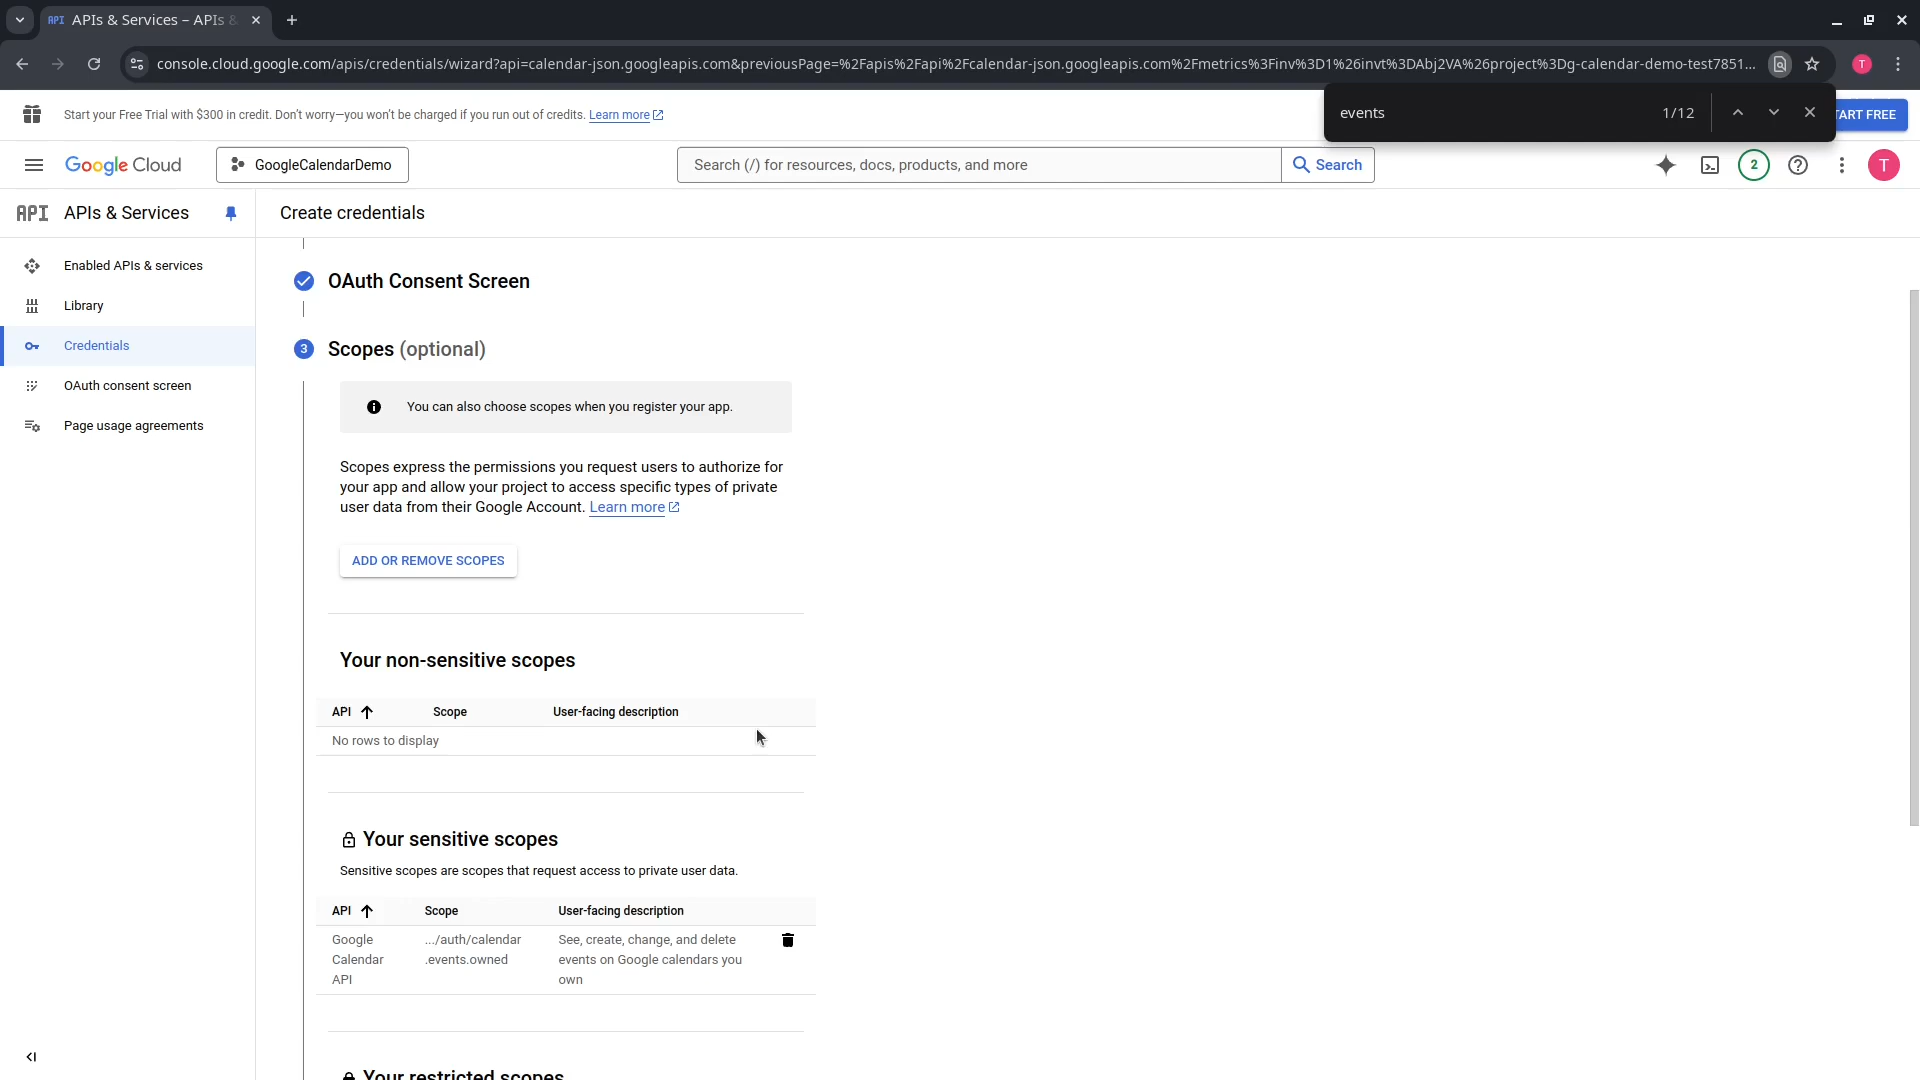 API APIs & Services – APIs &
console.cloud.google.com/apis/credentials/wizard?api=calendar-json.googleapis.com&previousPage=%2Fapis%2Fapi%2Fcalendar-json.googleapis.com%2Fmetrics%3Finv%3D1%26invt%3DAbj2VA%26project%3Dg-calendar-demo-test7851...
T
Start your Free Trial with $300 in credit. Don't worry—you won't be charged if you run out of credits. Learn more
events 1/12
TART FREE
Google Cloud
GoogleCalendarDemo
Search (/) for resources, docs, products, and more
Search
2
T
API APIs & Services
Create credentials
Enabled APIs & services
Library
Credentials
OAuth consent screen
Page usage agreements
OAuth Consent Screen
3 Scopes (optional)
You can also choose scopes when you register your app.
Scopes express the permissions you request users to authorize for
your app and allow your project to access specific types of private
user data from their Google Account. Learn more
ADD OR REMOVE SCOPES
Your non-sensitive scopes
API Scope User-facing description
No rows to display
Your sensitive scopes
Sensitive scopes are scopes that request access to private user data.
API Scope User-facing description
Google .../auth/calendar See, create, change, and delete
Calendar .events.owned events on Google calendars you
API own
Your restricted scopes